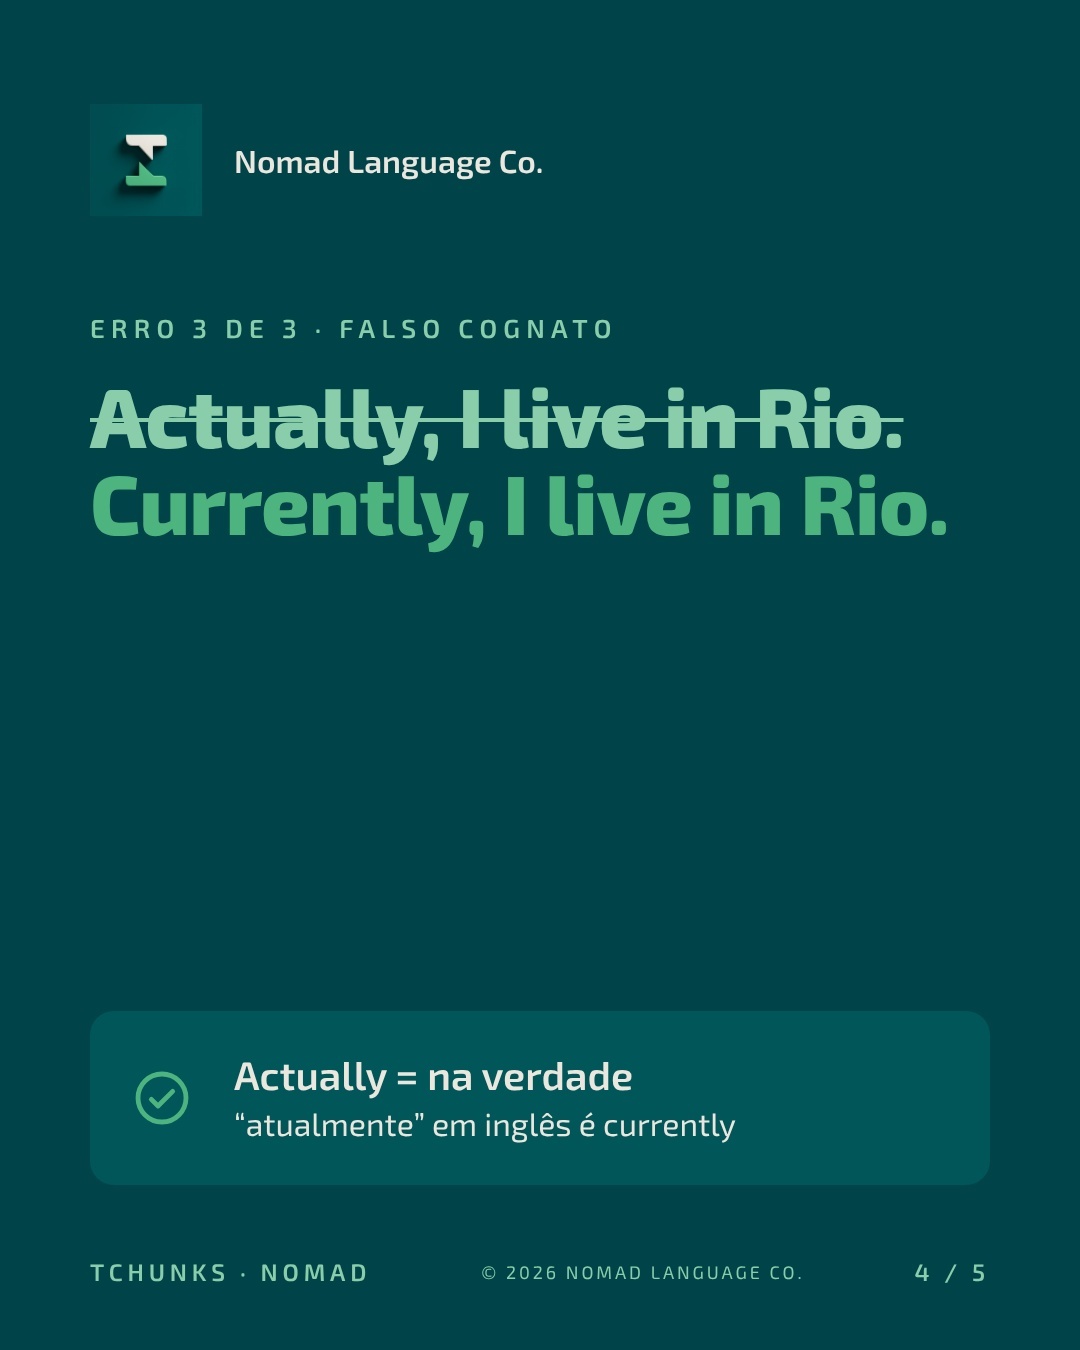 Nomad Language Co.
ERRO 3 DE 3 · FALSO COGNATO
Actually, I live in Rio.
Currently, I live in Rio.
Actually = na verdade
“atualmente” em inglês é currently
TCHUNKS · NOMAD
© 2026 NOMAD LANGUAGE CO.
4 / 5